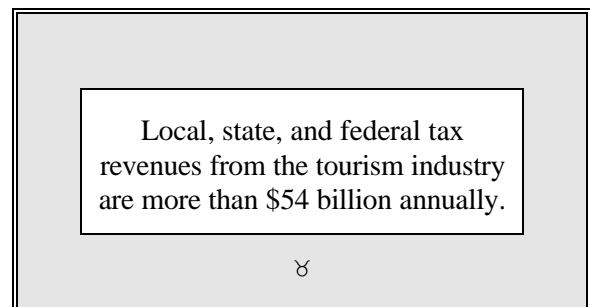 Local, state, and federal tax
revenues from the tourism industry
are more than $54 billion annually.
♉